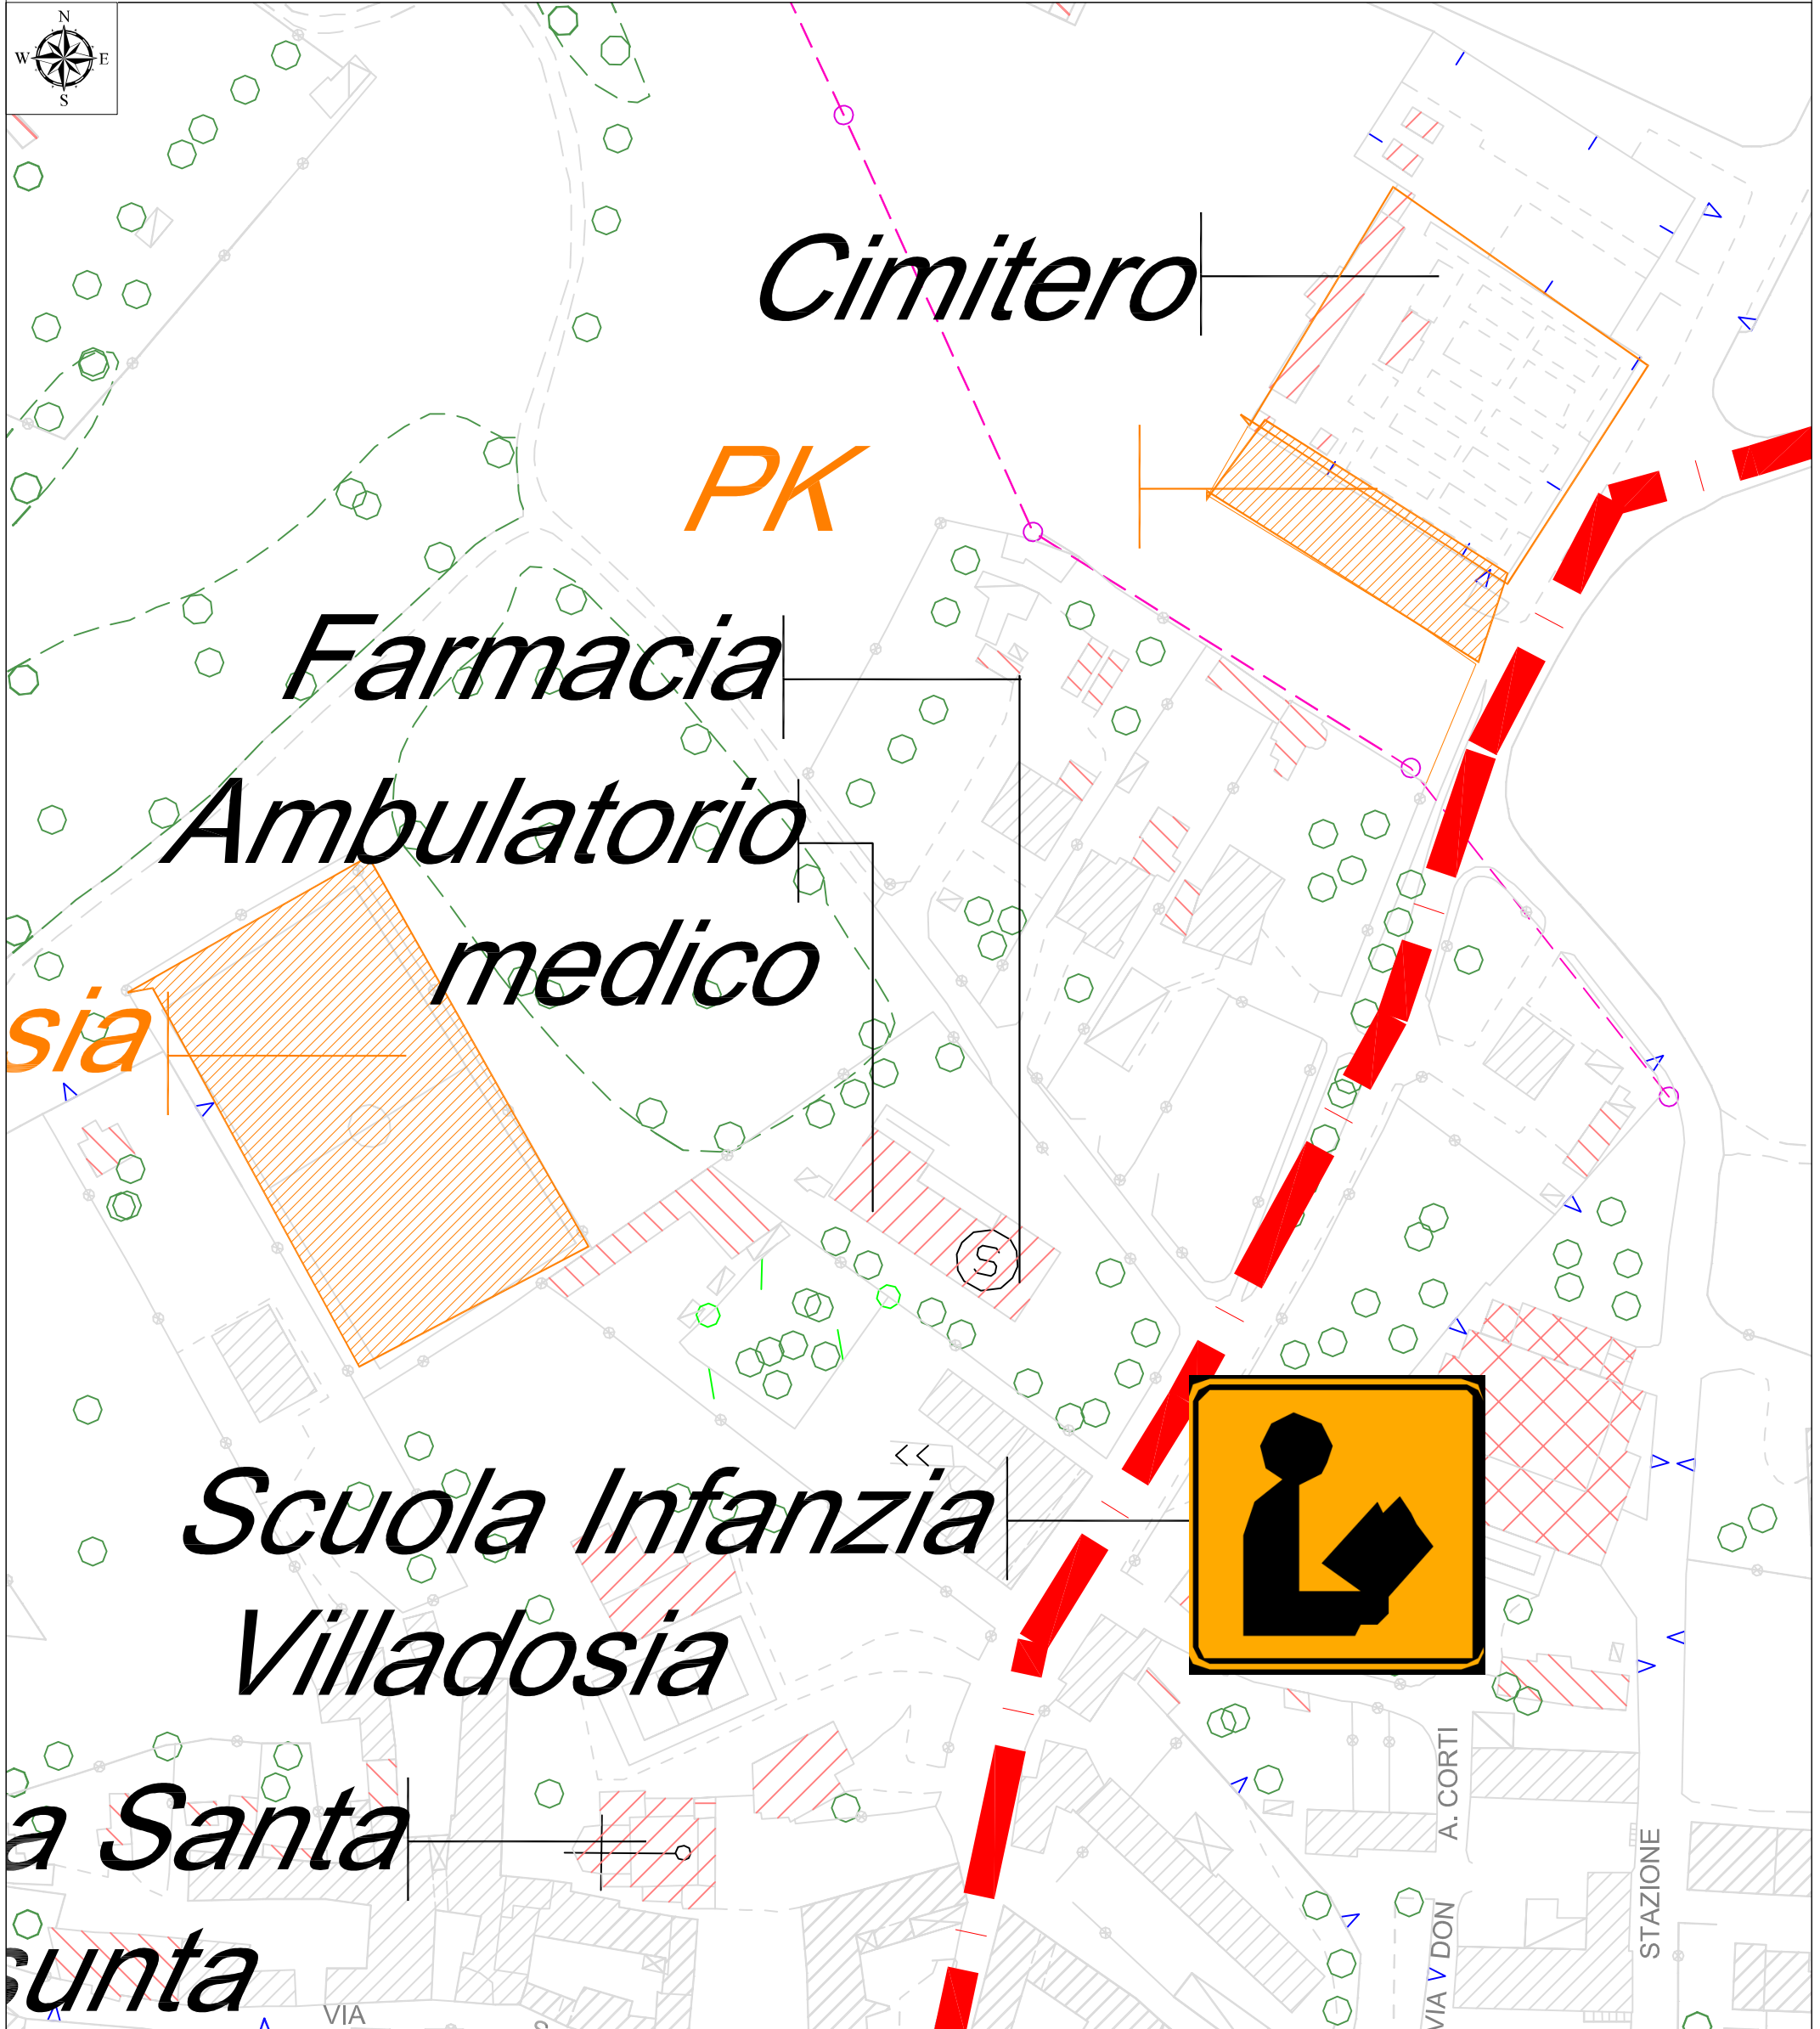 N
W E
S
Cimitero
PK
Farmacia
Ambulatorio
medico
sia
S
Scuola Infanzia
Villadosia
a Santa
sunta
A. CORTI
VIA DON
STAZIONE
VIA